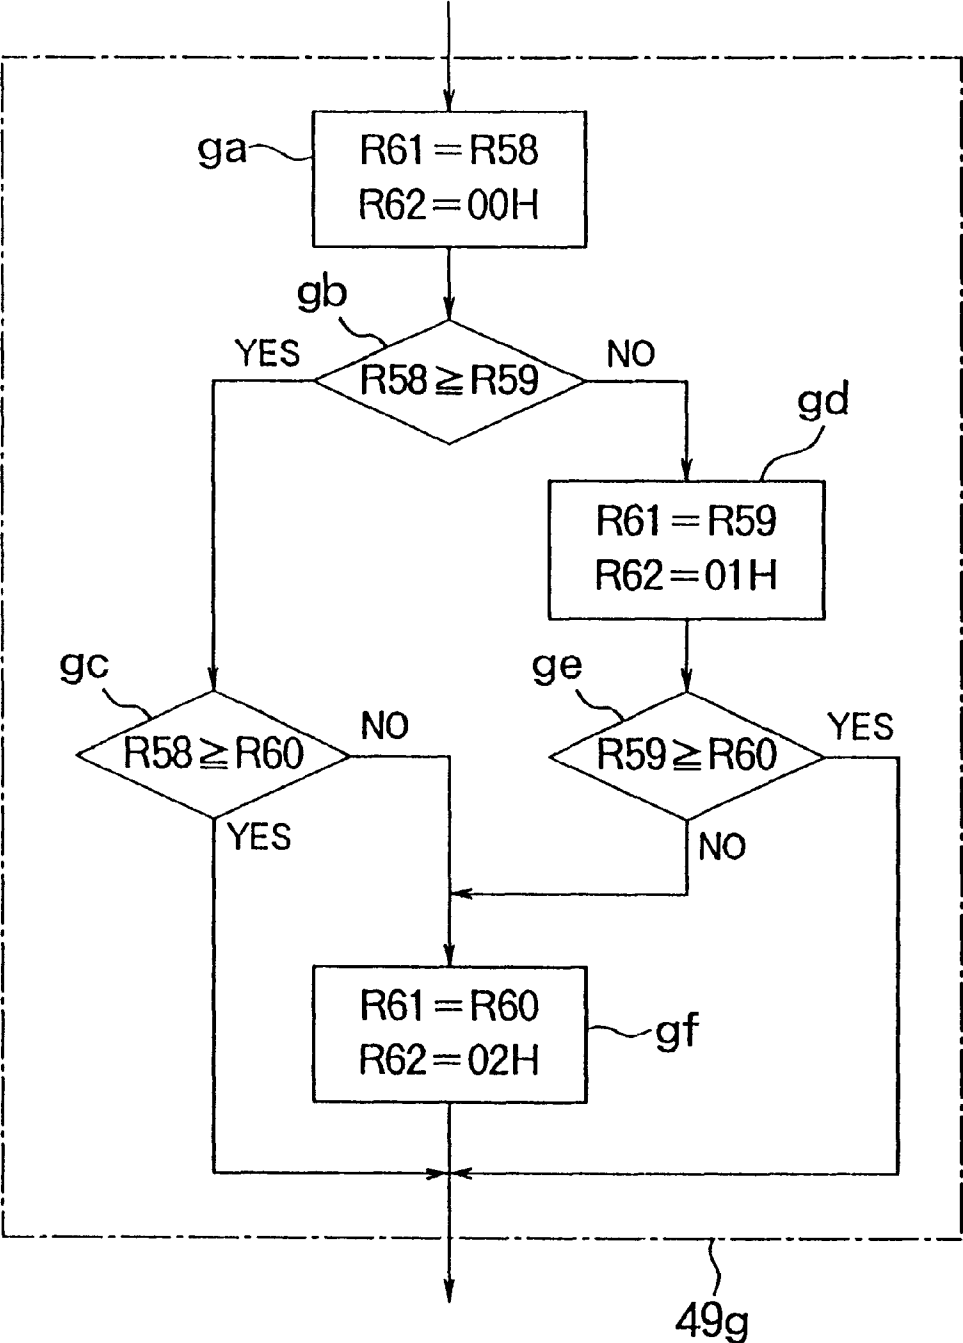 ga
R61=R58
R62=00H
gb
YES
R58≧R59
NO
gd
R61=R59
R62=01H
gc
R58≧R60
NO
YES
ge
R59≧R60
YES
NO
R61=R60
R62=02H
gf
49g